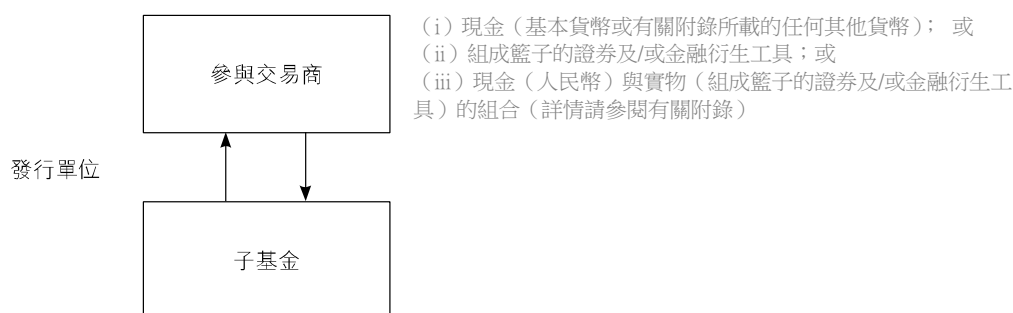 （i）現金（基本貨幣或有關附錄所載的任何其他貨幣）； 或
（ii）組成籃子的證券及/或金融衍生工具；或
（iii）現金（人民幣）與實物（組成籃子的證券及/或金融衍生工
具）的組合（詳情請參閱有關附錄）
參與交易商
發行單位
子基金